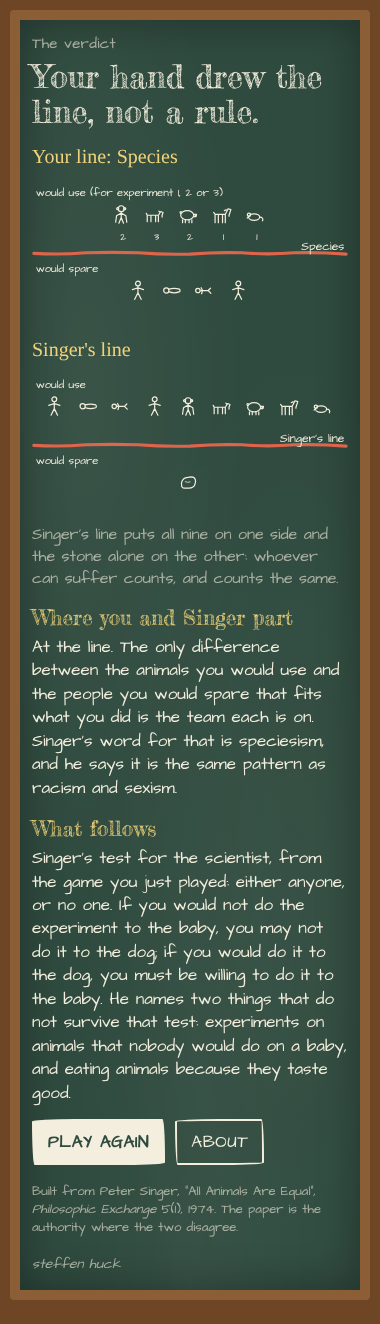 The verdict
Your hand drew the
line, not a rule.
Your line: Species
would use (for experiment 1, 2 or 3)
2 3 2 1 1
Species
would spare
Singer's line
would use
Singer's line
would spare
Singer's line puts all nine on one side and
the stone alone on the other: whoever
can suffer counts, and counts the same.
Where you and Singer part
At the line. The only difference
between the animals you would use and
the people you would spare that fits
what you did is the team each is on.
Singer's word for that is speciesism,
and he says it is the same pattern as
racism and sexism.
What follows
Singer's test for the scientist, from
the game you just played: either anyone,
or no one. If you would not do the
experiment to the baby, you may not
do it to the dog; if you would do it to
the dog, you must be willing to do it to
the baby. He names two things that do
not survive that test: experiments on
animals that nobody would do on a baby,
and eating animals because they taste
good.
PLAY AGAIN ABOUT
Built from Peter Singer, "All Animals Are Equal",
Philosophic Exchange 5(1), 1974. The paper is the
authority where the two disagree.
steffen huck